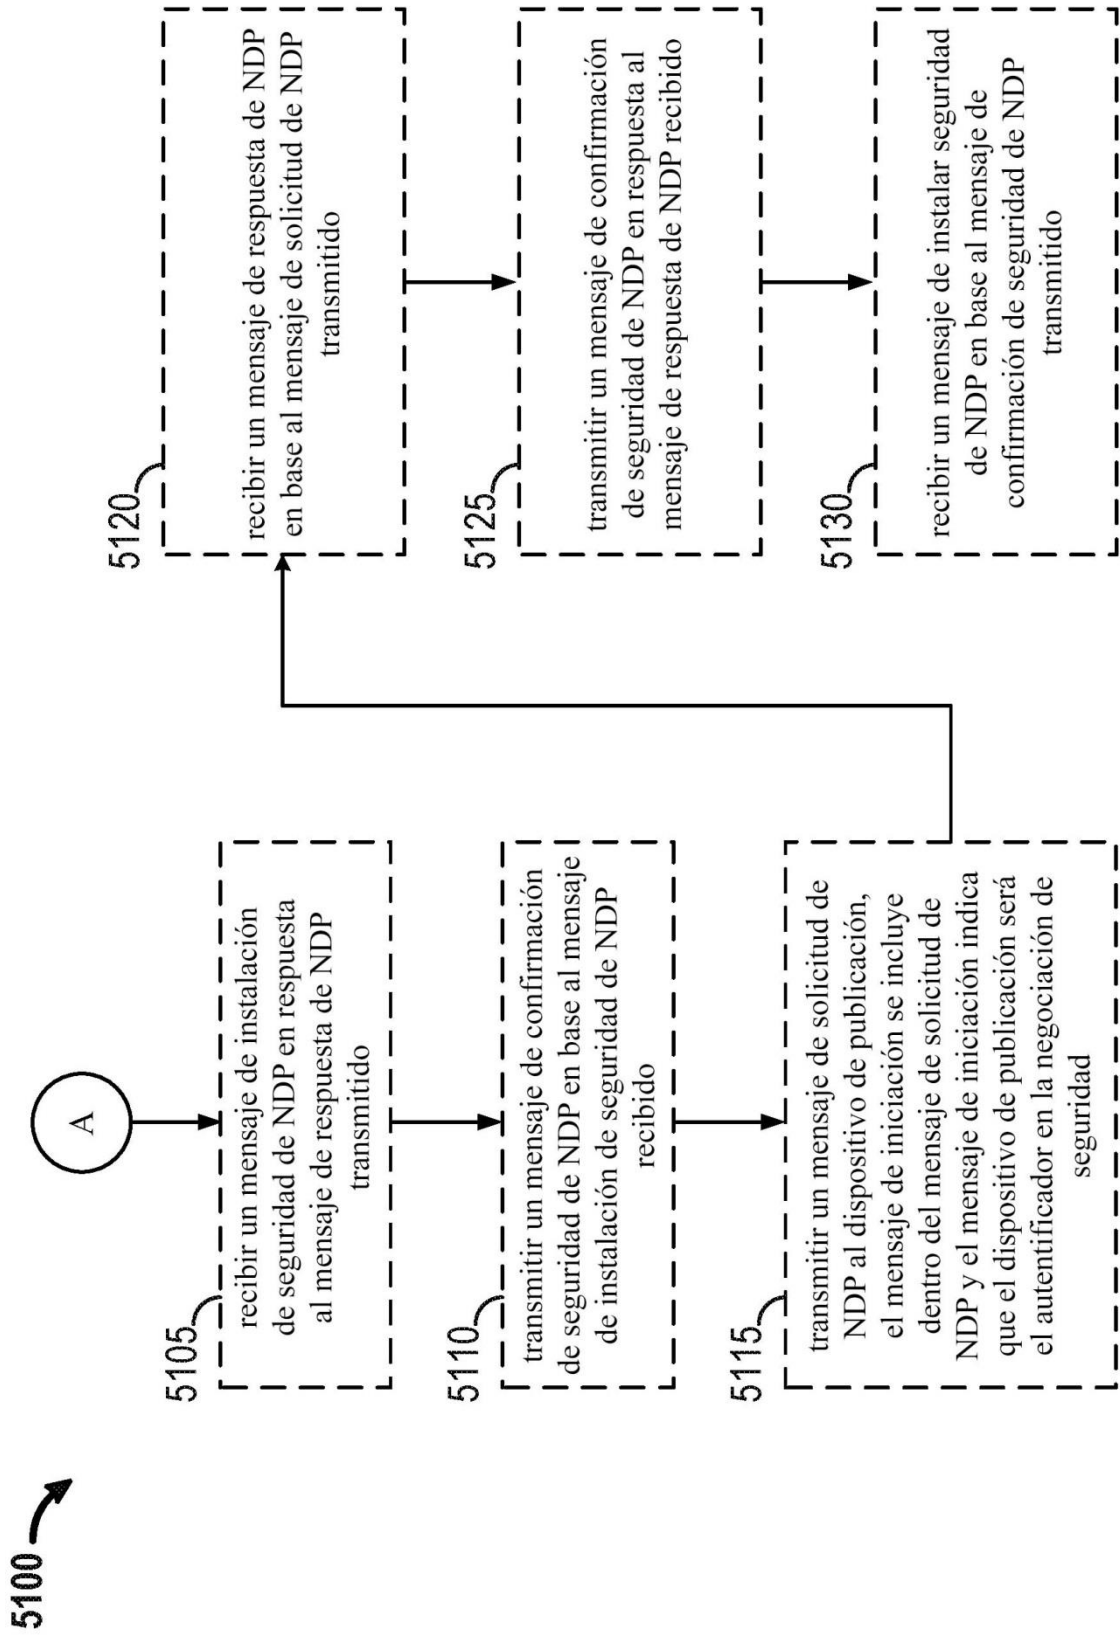 5100
A
5105
recibir un mensaje de instalación
de seguridad de NDP en respuesta
al mensaje de respuesta de NDP
transmitido
5110
transmitir un mensaje de confirmación
de seguridad de NDP en base al mensaje
de instalación de seguridad de NDP
recibido
5115
transmitir un mensaje de solicitud de
NDP al dispositivo de publicación,
el mensaje de iniciación se incluye
dentro del mensaje de solicitud de
NDP y el mensaje de iniciación indica
que el dispositivo de publicación será
el autentificador en la negociación de
seguridad
5120
recibir un mensaje de respuesta de NDP
en base al mensaje de solicitud de NDP
transmitido
5125
transmitir un mensaje de confirmación
de seguridad de NDP en respuesta al
mensaje de respuesta de NDP recibido
5130
recibir un mensaje de instalar seguridad
de NDP en base al mensaje de
confirmación de seguridad de NDP
transmitido